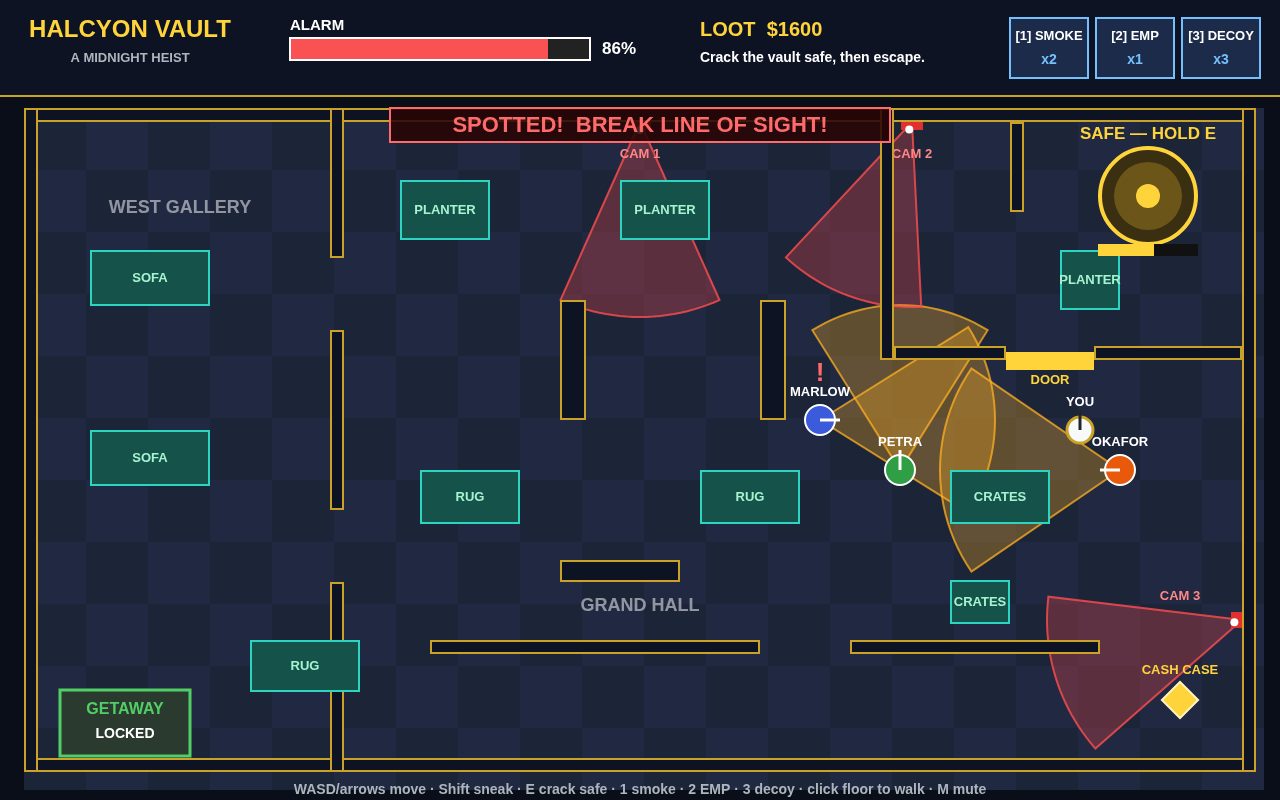 HALCYON VAULT
A MIDNIGHT HEIST
ALARM
86%
LOOT $1600
Crack the vault safe, then escape.
[1] SMOKE
x2
[2] EMP
x1
[3] DECOY
x3
SPOTTED! BREAK LINE OF SIGHT!
CAM 1
CAM 2
SAFE — HOLD E
WEST GALLERY
PLANTER
PLANTER
SOFA
PLANTER
DOOR
!
MARLOW
YOU
PETRA
OKAFOR
SOFA
RUG
RUG
CRATES
GRAND HALL
CRATES
CAM 3
RUG
CASH CASE
GETAWAY
LOCKED
WASD/arrows move · Shift sneak · E crack safe · 1 smoke · 2 EMP · 3 decoy · click floor to walk · M mute